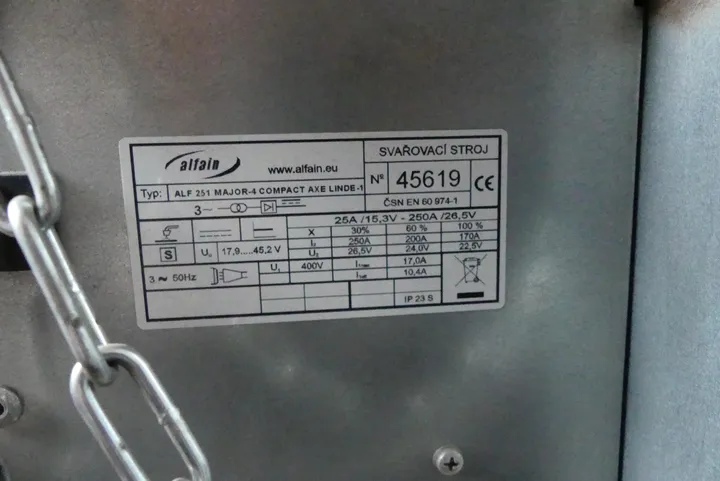 alfain
www.alfain.eu
SVAŘOVACÍ STROJ
Typ: ALF 251 MAJOR-4 COMPACT AXE LINDE-1
Nº 45619 CE
ČSN EN 60 974-1
3~
25A /15,3V - 250A /26,5V
X 30% 60 % 100 %
I₂ 250A 200A 170A
S U₀ 17,9.....45,2 V U₂ 26,5V 24,0V 22,5V
3 ~ 50Hz U₁ 400V I₁max 17,0A
I₁eff 10,4A
IP 23 S